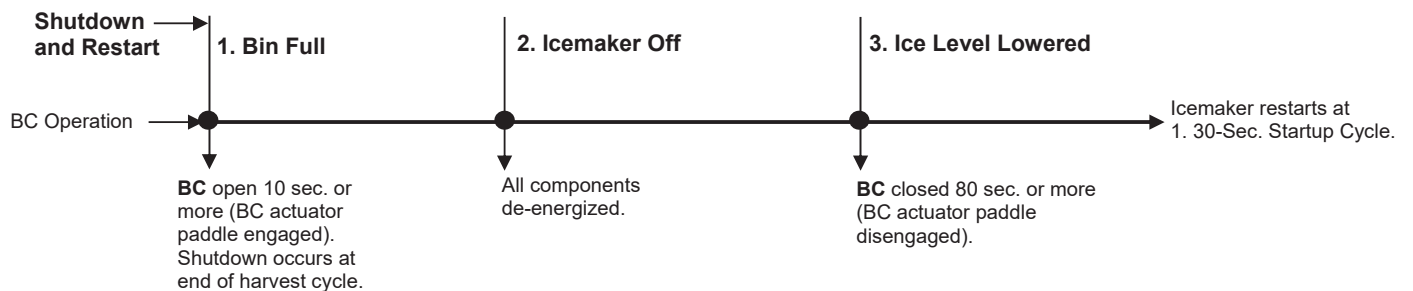 Shutdown
and Restart
1. Bin Full
2. Icemaker Off
3. Ice Level Lowered
BC Operation
Icemaker restarts at
1. 30-Sec. Startup Cycle.
BC open 10 sec. or
more (BC actuator
paddle engaged).
Shutdown occurs at
end of harvest cycle.
All components
de-energized.
BC closed 80 sec. or more
(BC actuator paddle
disengaged).